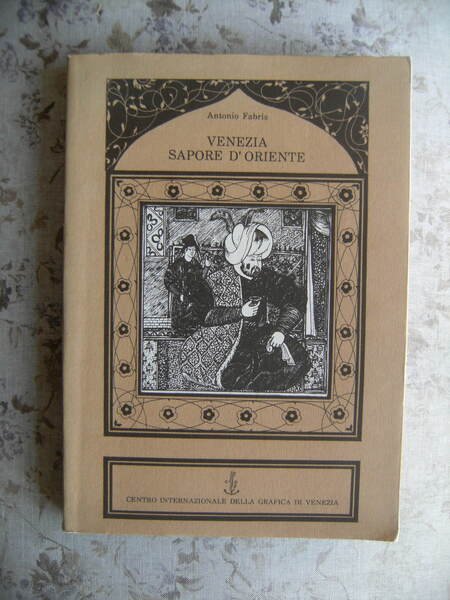 Antonio Fabris
VENEZIA
SAPORE D'ORIENTE
CENTRO INTERNAZIONALE DELLA GRAFICA DI VENEZIA